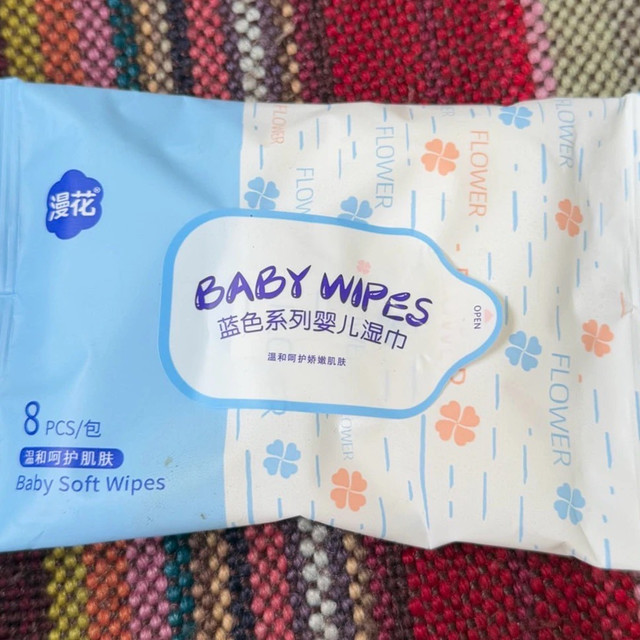 漫花
BABY WIPES
蓝色系列婴儿湿巾
温和呵护娇嫩肌肤
OPEN
8 PCS/包
温和呵护肌肤
Baby Soft Wipes
FLOWER
FLOWER
FLOWER
FLOWER
FLOWER